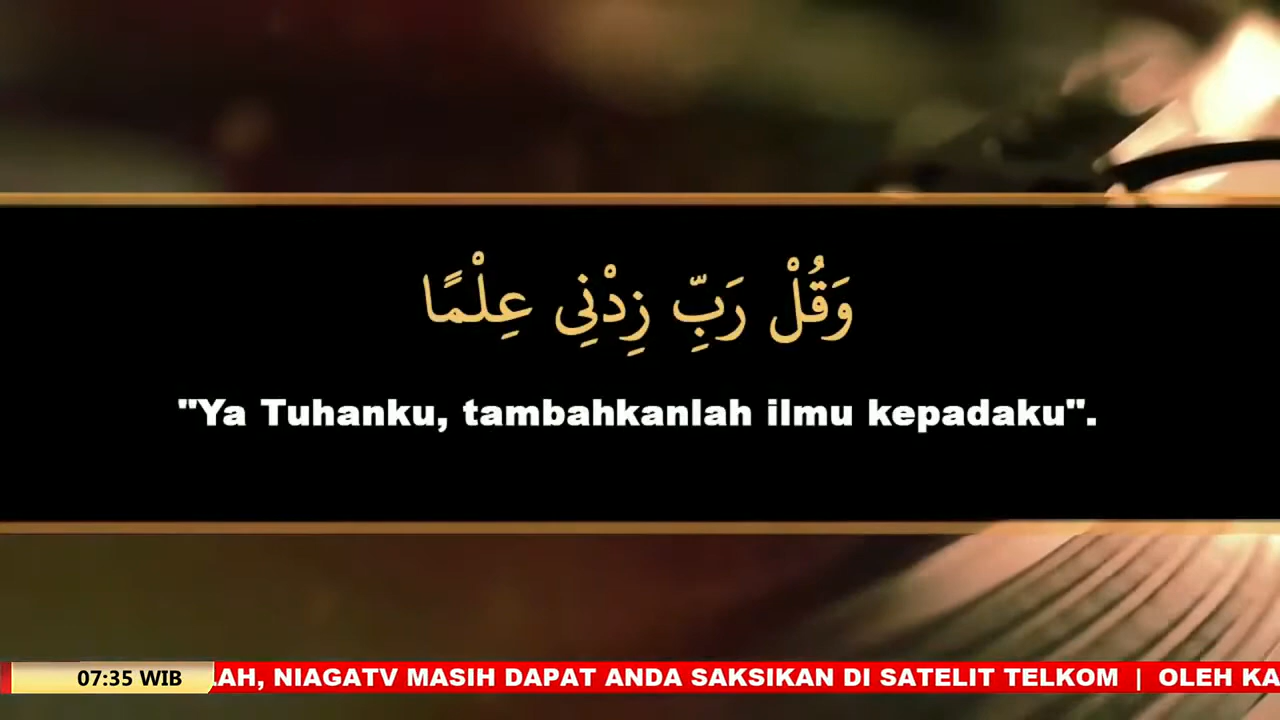 وَقُلْ رَبِّ زِدْنِي عِلْمًا
"Ya Tuhanku, tambahkanlah ilmu kepadaku".
07:35 WIB
NIAGATV MASIH DAPAT ANDA SAKSIKAN DI SATELIT TELKOM | OLEH